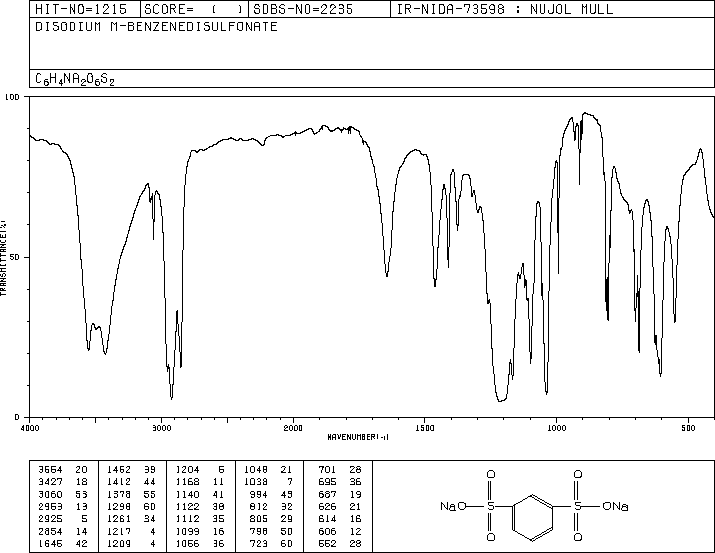 HIT-NO=1215 SCORE= ( ) SDBS-NO=2235 IR-NIDA-73598 : NUJOL MULL
DISODIUM M-BENZENEDISULFONATE
C6H4NA2O6S2
100
TRANSMITTANCE(%)
50
0
4000 3000 2000 1500 1000 500
WAVENUMBER(-1)
3554 20 1462 39 1204 5 1048 21 701 28
3427 18 1412 44 1168 11 1038 7 695 36
3060 53 1378 55 1140 41 994 43 687 19
2953 13 1298 60 1122 38 812 32 626 21
2925 5 1261 34 1112 35 805 29 614 16
2854 14 1217 4 1099 16 798 50 606 12
1645 42 1209 4 1056 36 723 60 552 28
O O
NaO S S ONa
O O